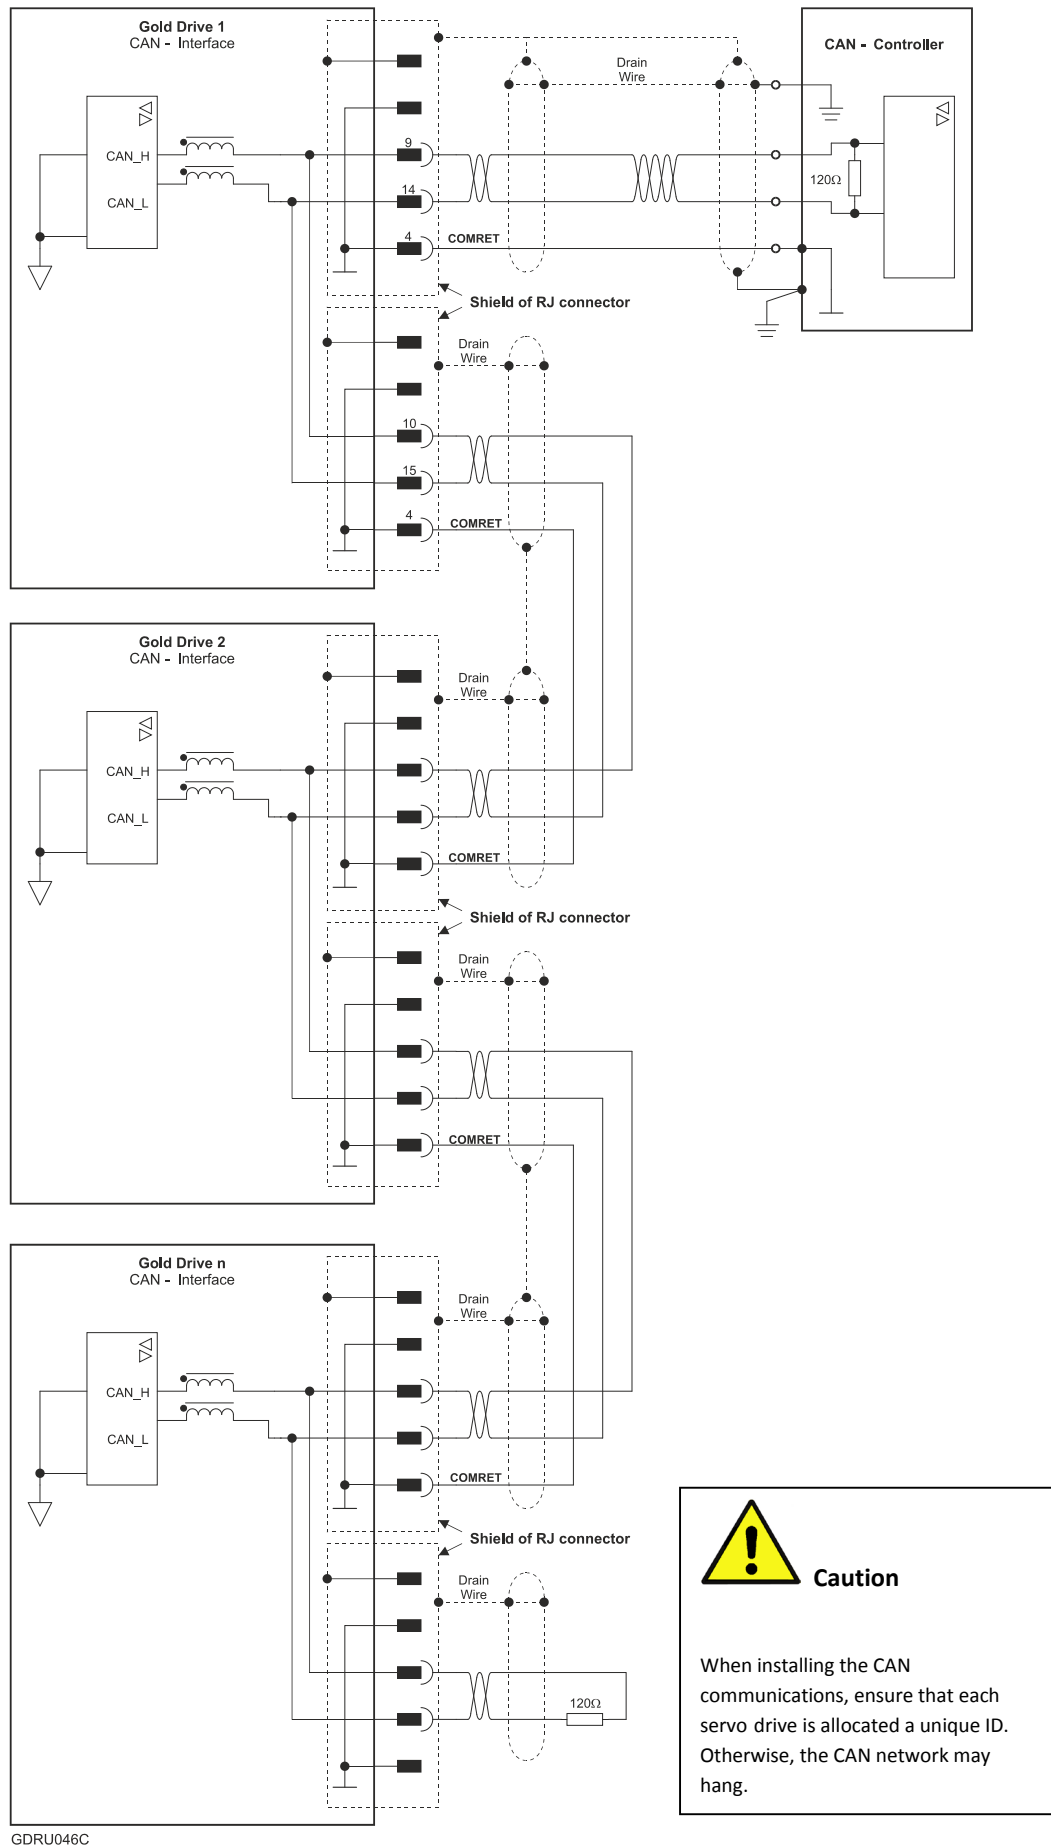 Gold Drive 1
CAN - Interface
CAN_H
CAN_L
9
14
4
COMRET
Drain
Wire
CAN - Controller
120Ω
Shield of RJ connector
Drain
Wire
10
15
4
COMRET
Gold Drive 2
CAN - Interface
CAN_H
CAN_L
Drain
Wire
COMRET
Shield of RJ connector
Drain
Wire
COMRET
Gold Drive n
CAN - Interface
CAN_H
CAN_L
Drain
Wire
COMRET
Shield of RJ connector
Drain
Wire
120Ω
Caution
When installing the CAN
communications, ensure that each
servo drive is allocated a unique ID.
Otherwise, the CAN network may
hang.
GDRU046C